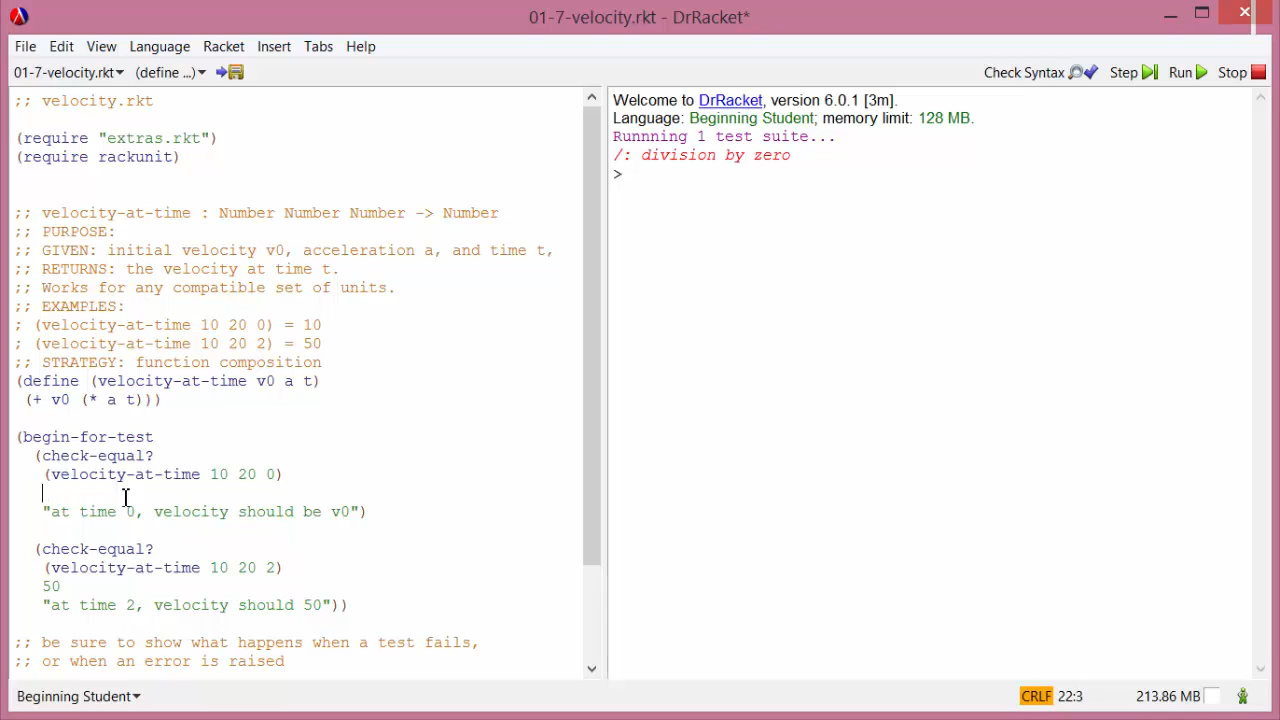 01-7-velocity.rkt - DrRacket*
File Edit View Language Racket Insert Tabs Help
01-7-velocity.rkt (define ...) Check Syntax Step Run Stop
;; velocity.rkt
(require "extras.rkt")
(require rackunit)
;; velocity-at-time : Number Number Number -> Number
;; PURPOSE:
;; GIVEN: initial velocity v0, acceleration a, and time t,
;; RETURNS: the velocity at time t.
;; Works for any compatible set of units.
;; EXAMPLES:
; (velocity-at-time 10 20 0) = 10
; (velocity-at-time 10 20 2) = 50
;; STRATEGY: function composition
(define (velocity-at-time v0 a t)
(+ v0 (* a t)))
(begin-for-test
(check-equal?
(velocity-at-time 10 20 0)
"at time 0, velocity should be v0")
(check-equal?
(velocity-at-time 10 20 2)
50
"at time 2, velocity should 50"))
;; be sure to show what happens when a test fails,
;; or when an error is raised
Welcome to DrRacket, version 6.0.1 [3m].
Language: Beginning Student; memory limit: 128 MB.
Runnning 1 test suite...
/: division by zero
>
Beginning Student CRLF 22:3 213.86 MB